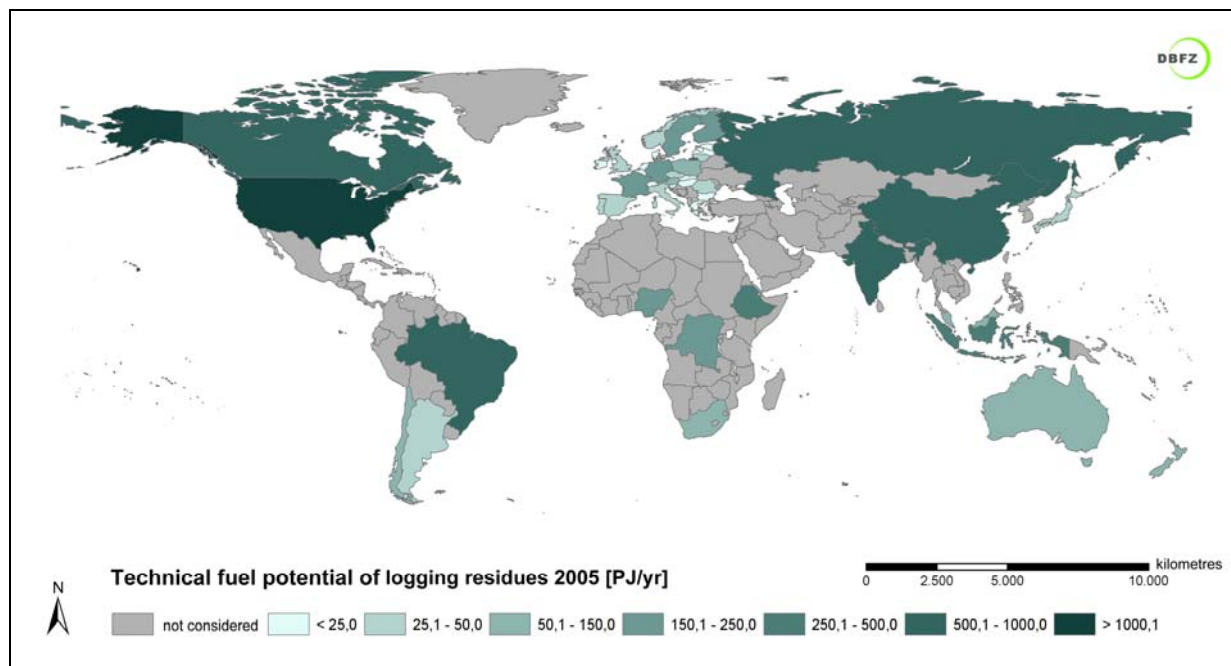 DBFZ
Technical fuel potential of logging residues 2005 [PJ/yr]
kilometres
0 2.500 5.000 10.000
N
not considered < 25,0 25,1 - 50,0 50,1 - 150,0 150,1 - 250,0 250,1 - 500,0 500,1 - 1000,0 > 1000,1